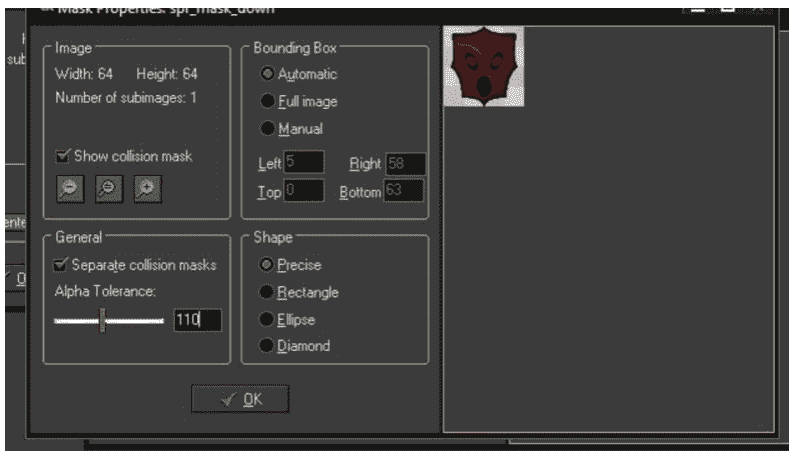 Mask Properties: spr_mask_down
Image
Width: 64 Height: 64
Number of subimages: 1
Show collision mask
Bounding Box
Automatic
Full image
Manual
Left 5 Right 58
Top 0 Bottom 63
General
Separate collision masks
Alpha Tolerance:
110
Shape
Precise
Rectangle
Ellipse
Diamond
OK